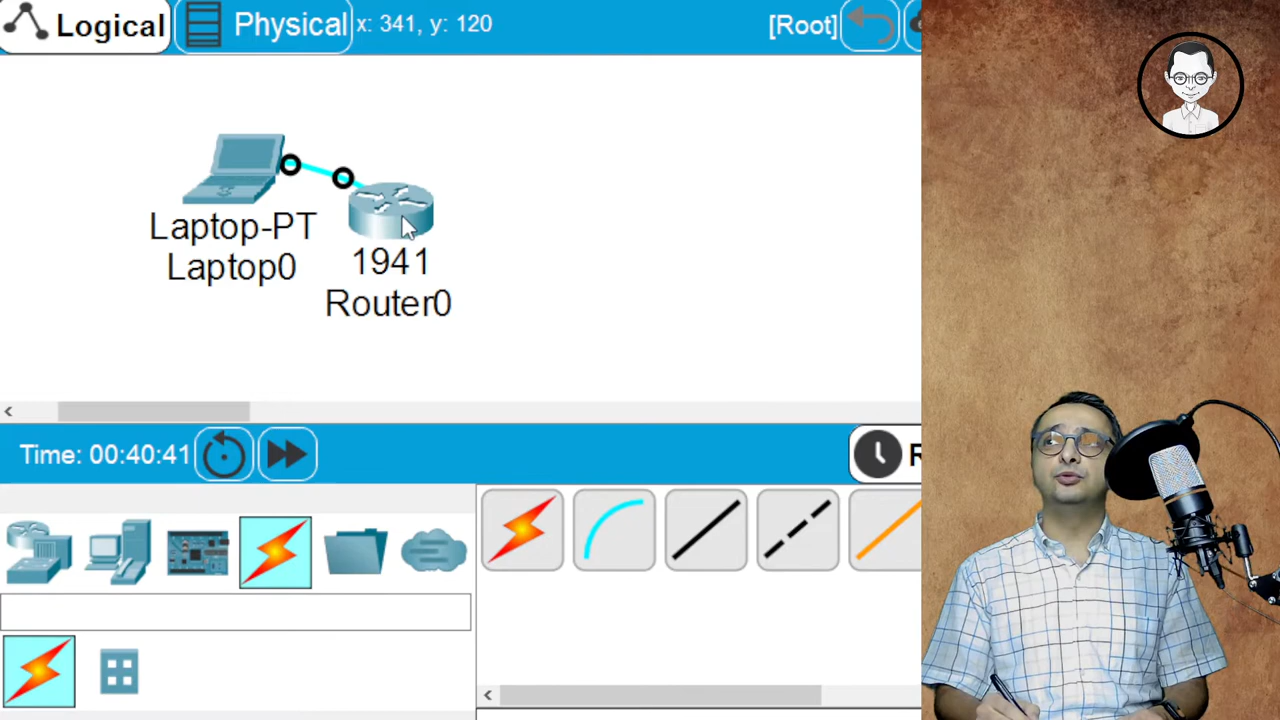 Logical
Physical
x: 341, y: 120
[Root]
Laptop-PT
Laptop0
1941
Router0
Time: 00:40:41
R